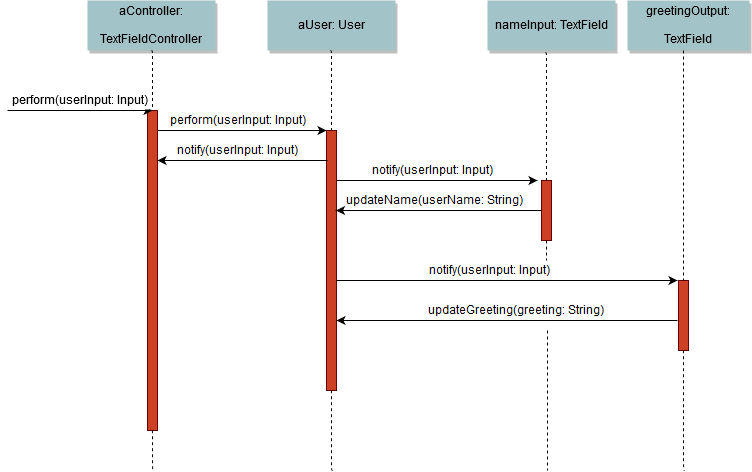 aController:
TextFieldController
aUser: User
nameInput: TextField
greetingOutput:
TextField
perform(userInput: Input)
perform(userInput: Input)
notify(userInput: Input)
notify(userInput: Input)
updateName(userName: String)
notify(userInput: Input)
updateGreeting(greeting: String)